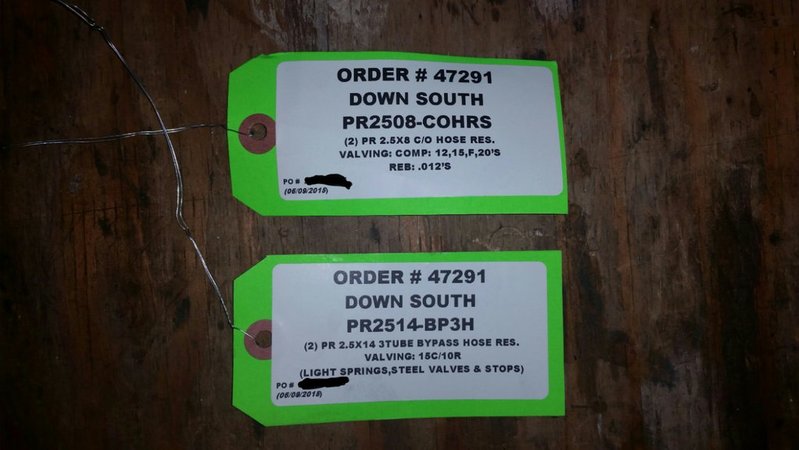 ORDER # 47291
DOWN SOUTH
PR2508-COHRS
(2) PR 2.5X8 C/O HOSE RES.
VALVING: COMP: 12,15,F,20'S
REB: .012'S
PO #
(06/09/2015)
ORDER # 47291
DOWN SOUTH
PR2514-BP3H
(2) PR 2.5X14 3TUBE BYPASS HOSE RES.
VALVING: 15C/10R
(LIGHT SPRINGS,STEEL VALVES & STOPS)
PO #
(06/09/2015)